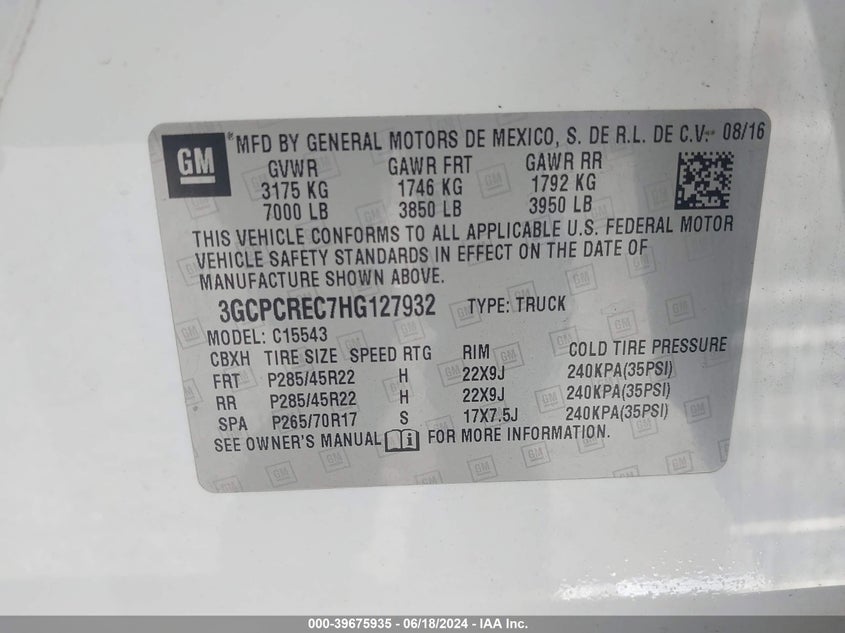 GM
® MFD BY GENERAL MOTORS DE MEXICO, S. DE R.L. DE C.V. 08/16
GVWR GAWR FRT GAWR RR
3175 KG 1746 KG 1792 KG
7000 LB 3850 LB 3950 LB
THIS VEHICLE CONFORMS TO ALL APPLICABLE U.S. FEDERAL MOTOR
VEHICLE SAFETY STANDARDS IN EFFECT ON THE DATE OF
MANUFACTURE SHOWN ABOVE.
3GCPCREC7HG127932 TYPE: TRUCK
MODEL: C15543
CBXH TIRE SIZE SPEED RTG RIM COLD TIRE PRESSURE
FRT P285/45R22 H 22X9J 240KPA(35PSI)
RR P285/45R22 H 22X9J 240KPA(35PSI)
SPA P265/70R17 S 17X7.5J 240KPA(35PSI)
SEE OWNER'S MANUAL i FOR MORE INFORMATION.
000-39675935 - 06/18/2024 - IAA Inc.